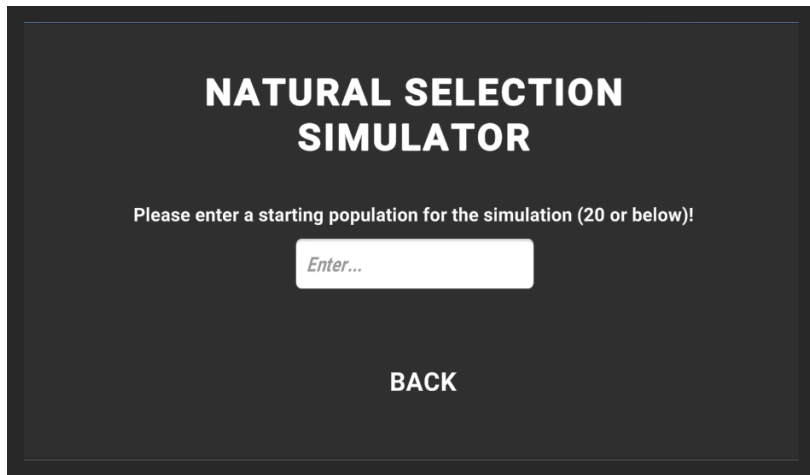 NATURAL SELECTION
SIMULATOR
Please enter a starting population for the simulation (20 or below)!
Enter...
BACK